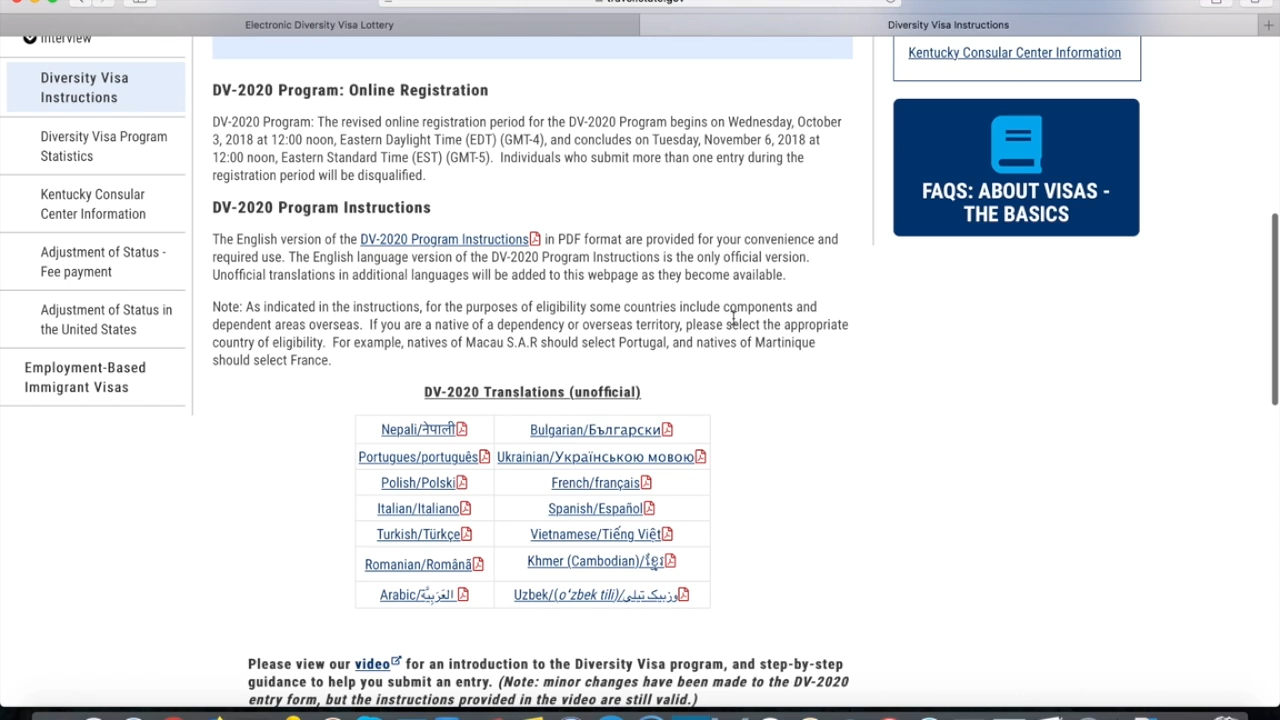 travel.state.gov
Electronic Diversity Visa Lottery
Diversity Visa Instructions
Interview
Diversity Visa
Instructions
Diversity Visa Program
Statistics
Kentucky Consular
Center Information
Adjustment of Status -
Fee payment
Adjustment of Status in
the United States
Employment-Based
Immigrant Visas
DV-2020 Program: Online Registration
DV-2020 Program: The revised online registration period for the DV-2020 Program begins on Wednesday, October
3, 2018 at 12:00 noon, Eastern Daylight Time (EDT) (GMT-4), and concludes on Tuesday, November 6, 2018 at
12:00 noon, Eastern Standard Time (EST) (GMT-5). Individuals who submit more than one entry during the
registration period will be disqualified.
DV-2020 Program Instructions
The English version of the DV-2020 Program Instructions in PDF format are provided for your convenience and
required use. The English language version of the DV-2020 Program Instructions is the only official version.
Unofficial translations in additional languages will be added to this webpage as they become available.
Note: As indicated in the instructions, for the purposes of eligibility some countries include components and
dependent areas overseas. If you are a native of a dependency or overseas territory, please select the appropriate
country of eligibility. For example, natives of Macau S.A.R should select Portugal, and natives of Martinique
should select France.
DV-2020 Translations (unofficial)
Nepali/नेपाली Bulgarian/Български
Portugues/português Ukrainian/Українською мовою
Polish/Polski French/français
Italian/Italiano Spanish/Español
Turkish/Türkçe Vietnamese/Tiếng Việt
Romanian/Română Khmer (Cambodian)/ខ្មែរ
Arabic/العَرَبِيَّة Uzbek/(oʻzbek tili)/
Please view our video for an introduction to the Diversity Visa program, and step-by-step
guidance to help you submit an entry. (Note: minor changes have been made to the DV-2020
entry form, but the instructions provided in the video are still valid.)
Kentucky Consular Center Information
FAQS: ABOUT VISAS -
THE BASICS